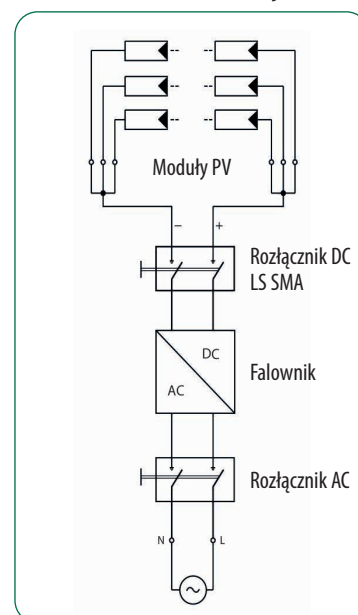 Moduły PV
– +
Rozłącznik DC
LS SMA
DC
AC
Falownik
Rozłącznik AC
N L